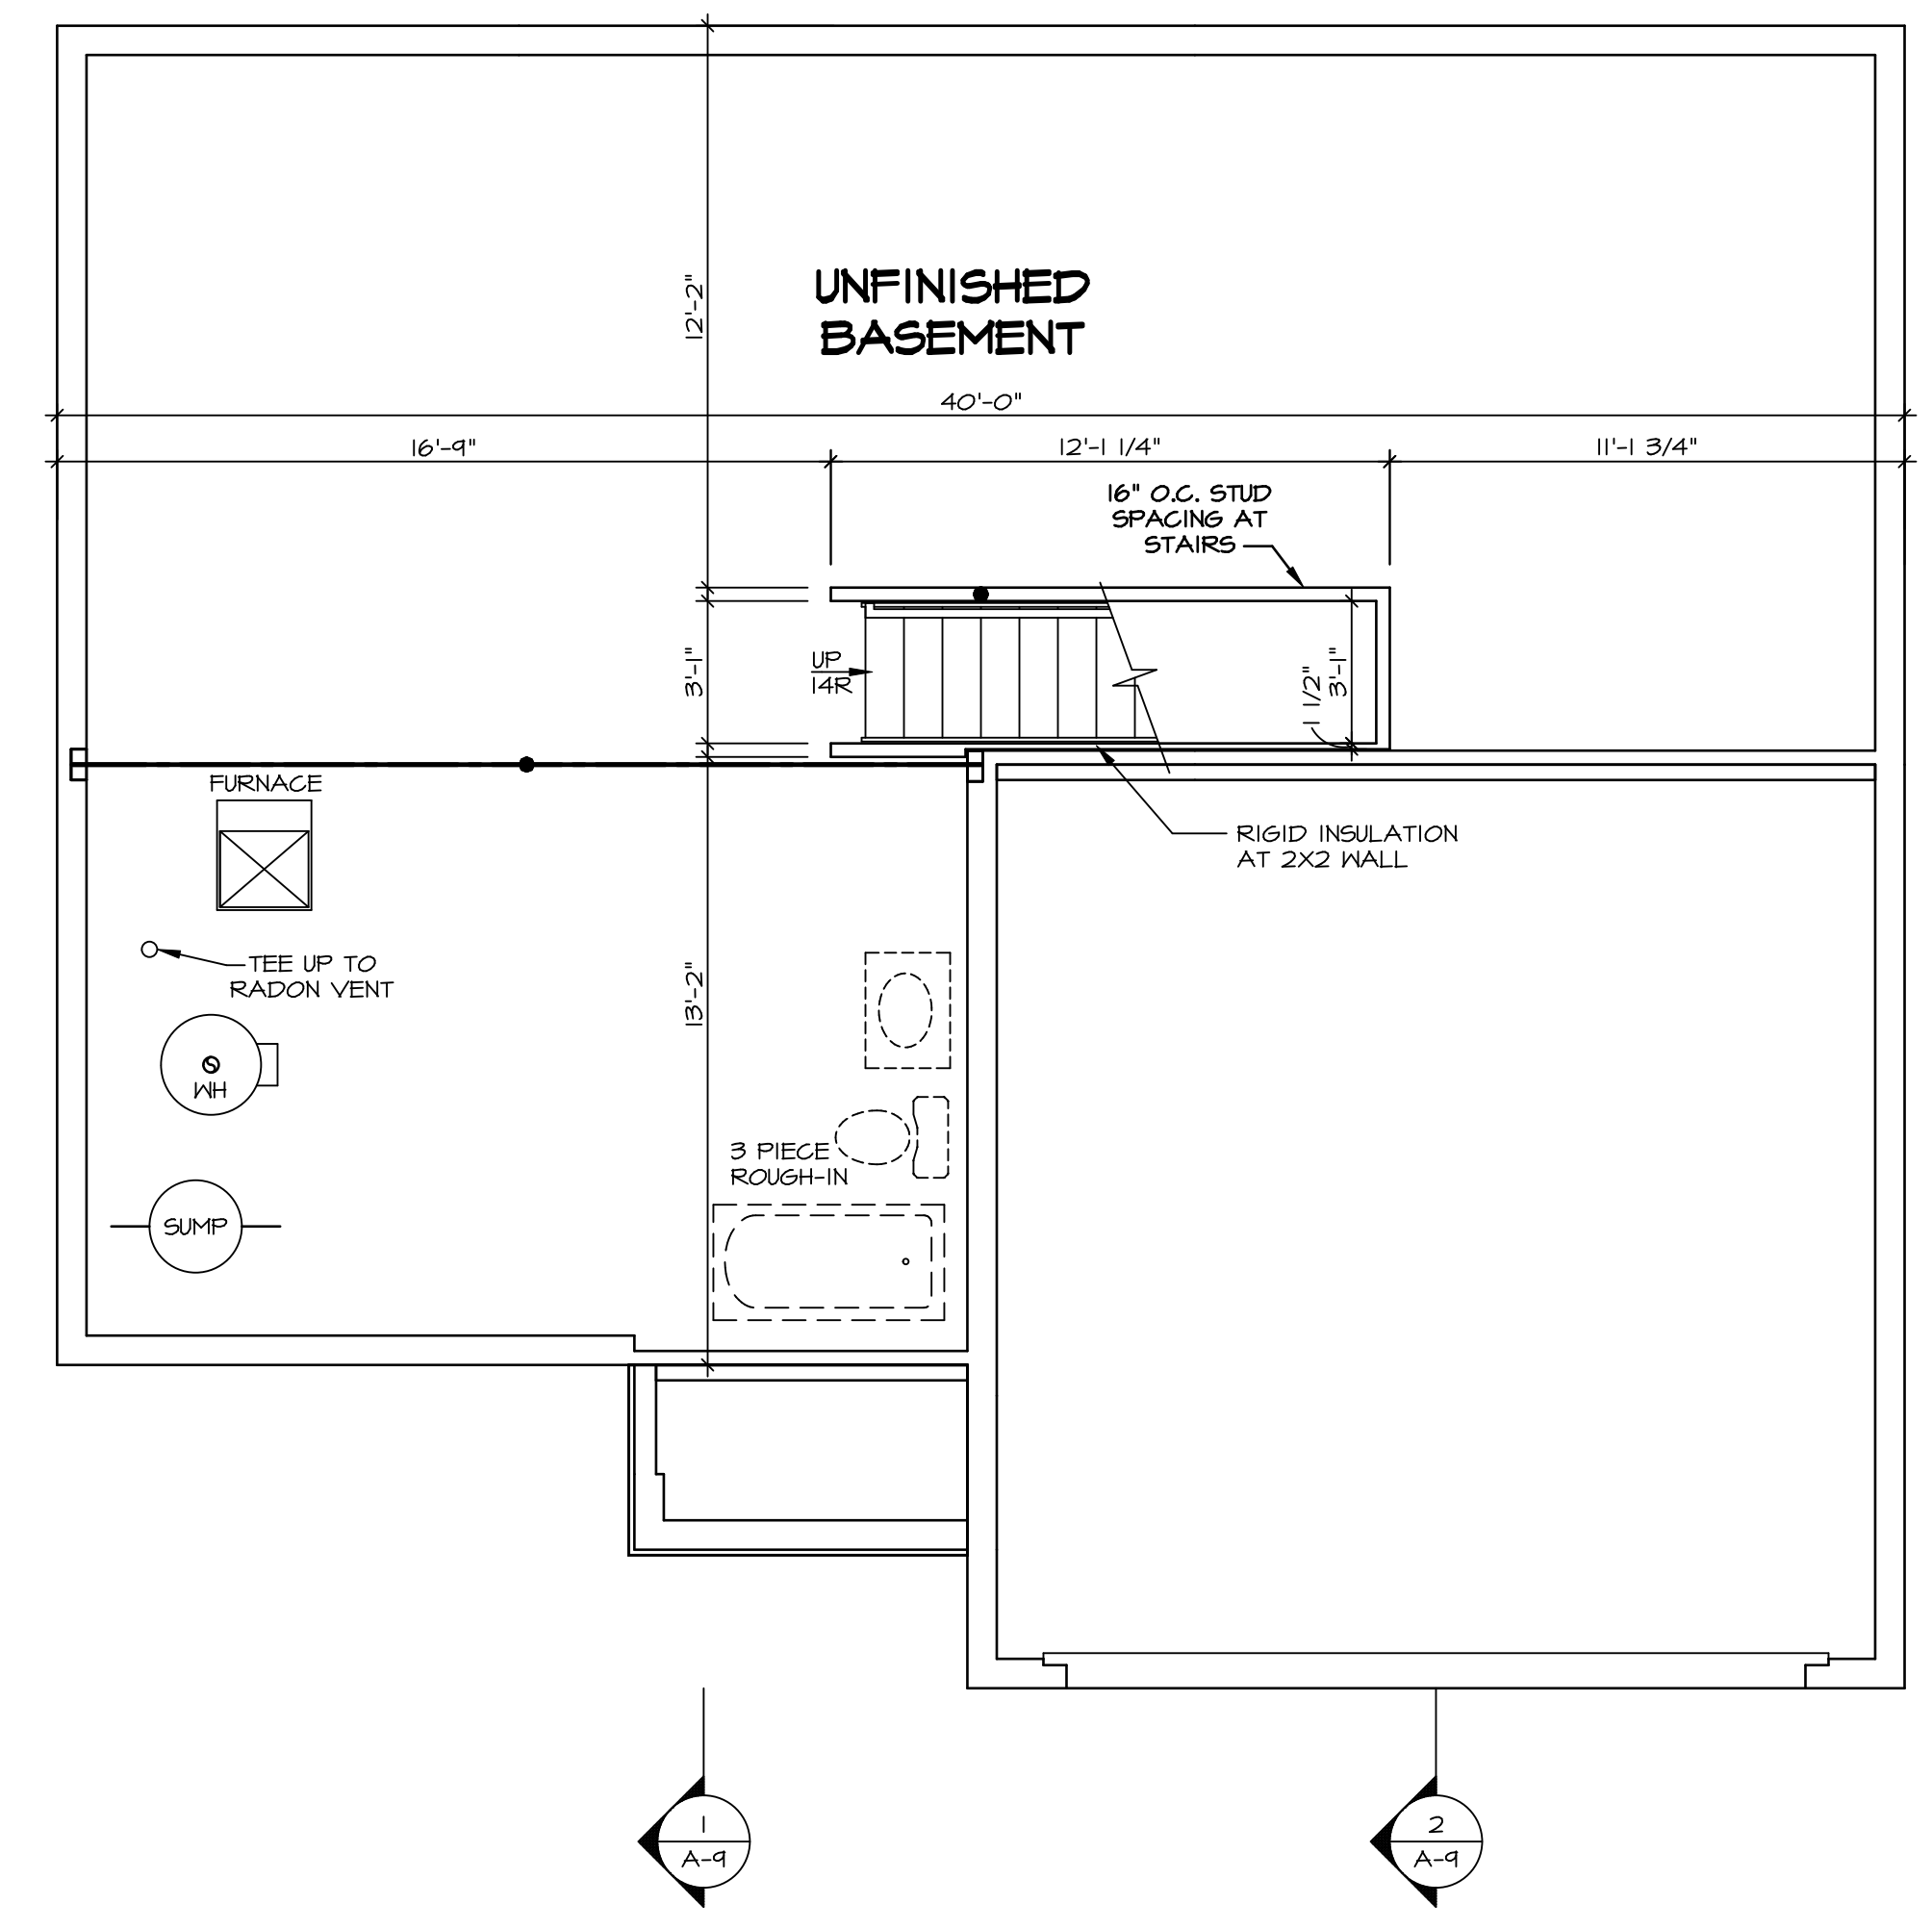 UNFINISHED
BASEMENT
12'-2"
40'-0"
16'-9"
12'-1 1/4"
11'-1 3/4"
16" O.C. STUD
SPACING AT
STAIRS
UP
14R
3'-1"
1 1/2"
3'-1"
FURNACE
RIGID INSULATION
AT 2X2 WALL
TEE UP TO
RADON VENT
13'-2"
WH
3 PIECE
ROUGH-IN
SUMP
1
A-9
2
A-9